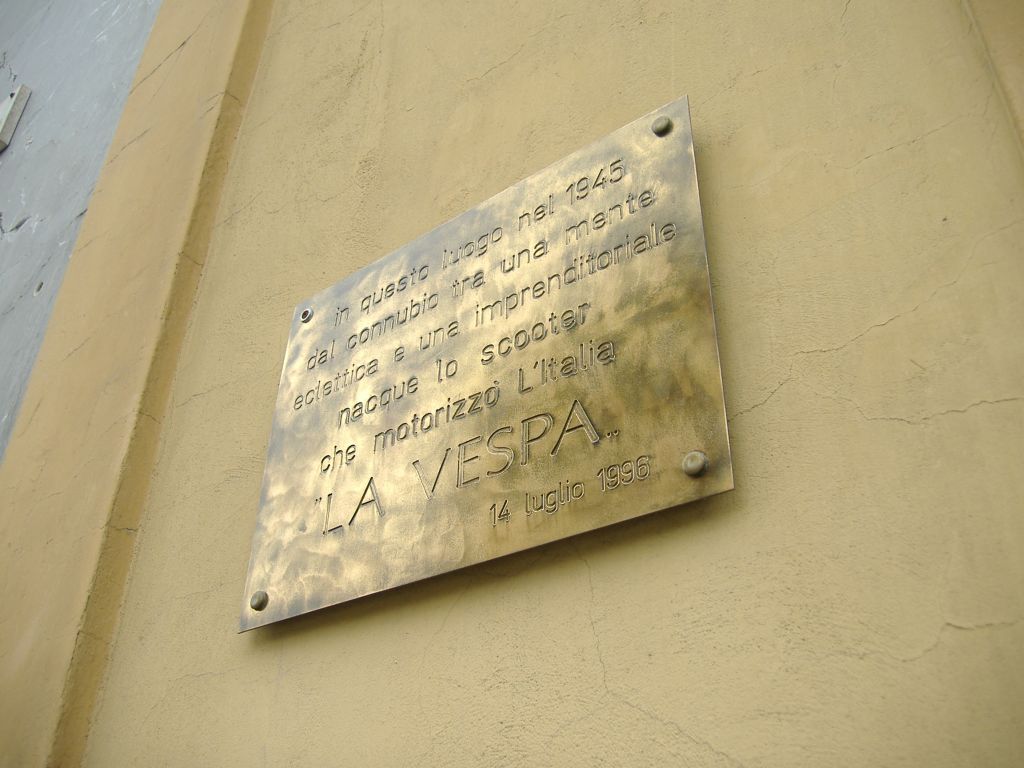 in questo luogo nel 1945
dal connubio tra una mente
eclettica e una imprenditoriale
nacque lo scooter
che motorizzò L'Italia
"LA VESPA"
14 luglio 1996